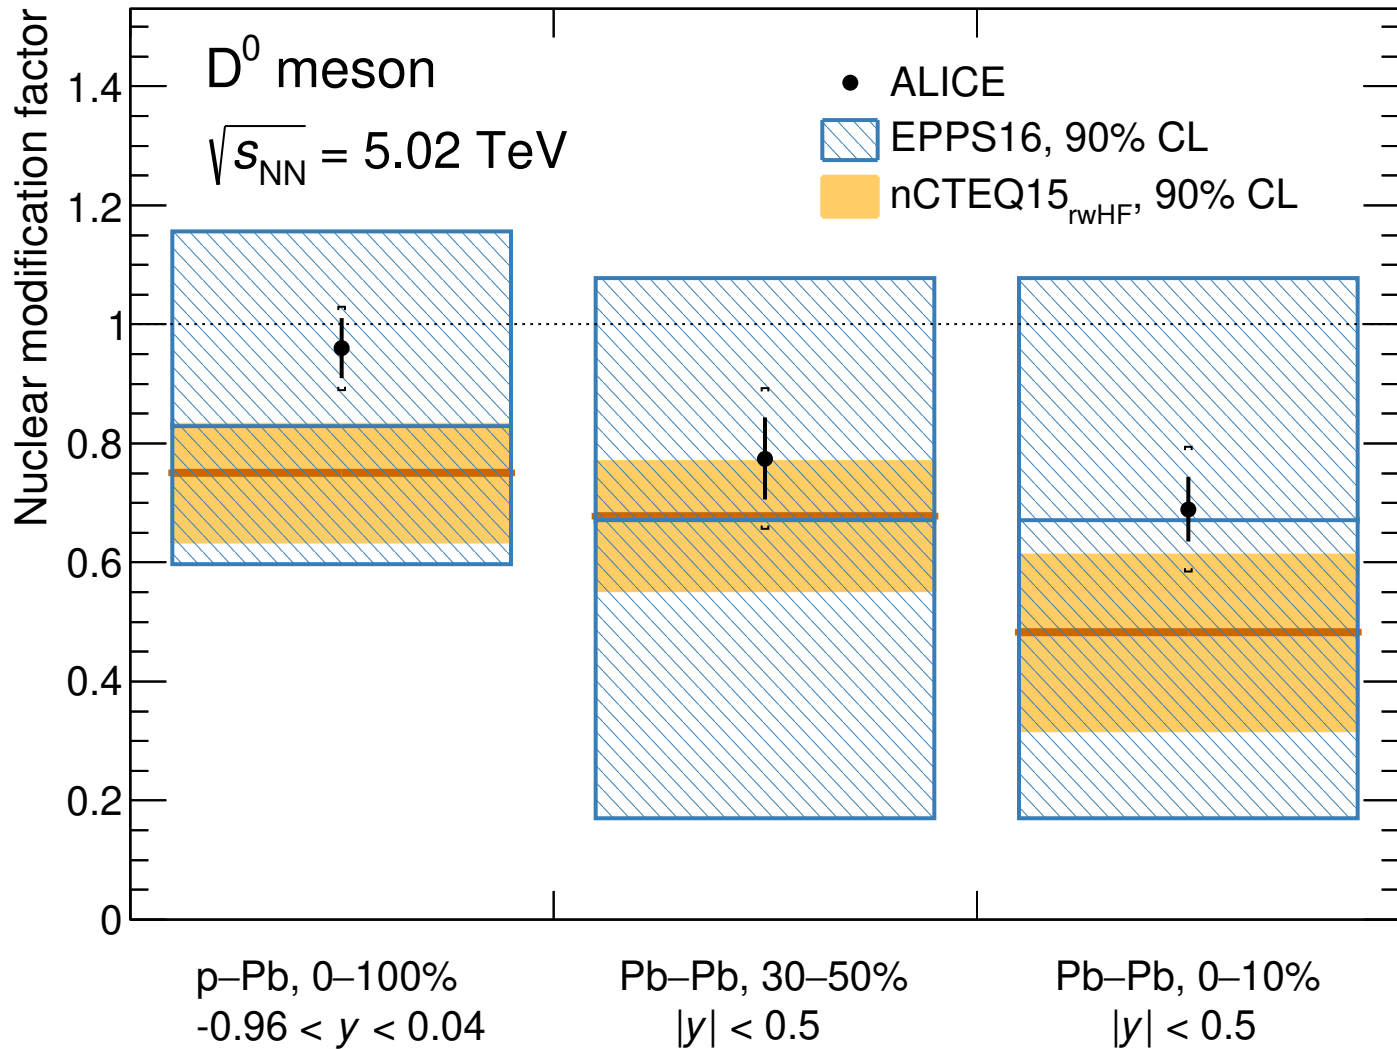 Nuclear modification factor
D⁰ meson
√s_NN = 5.02 TeV
ALICE
EPPS16, 90% CL
nCTEQ15_rwHF, 90% CL
1.4
1.2
1
0.8
0.6
0.4
0.2
0
p–Pb, 0–100%
-0.96 < y < 0.04
Pb–Pb, 30–50%
|y| < 0.5
Pb–Pb, 0–10%
|y| < 0.5